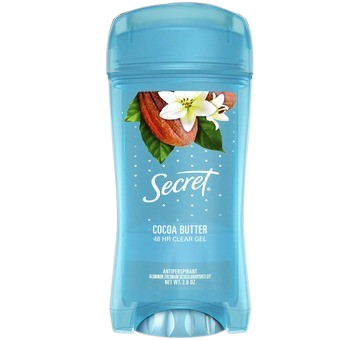 Secret
COCOA BUTTER
48 HR CLEAR GEL
ANTIPERSPIRANT
NET WT. 2.6 OZ